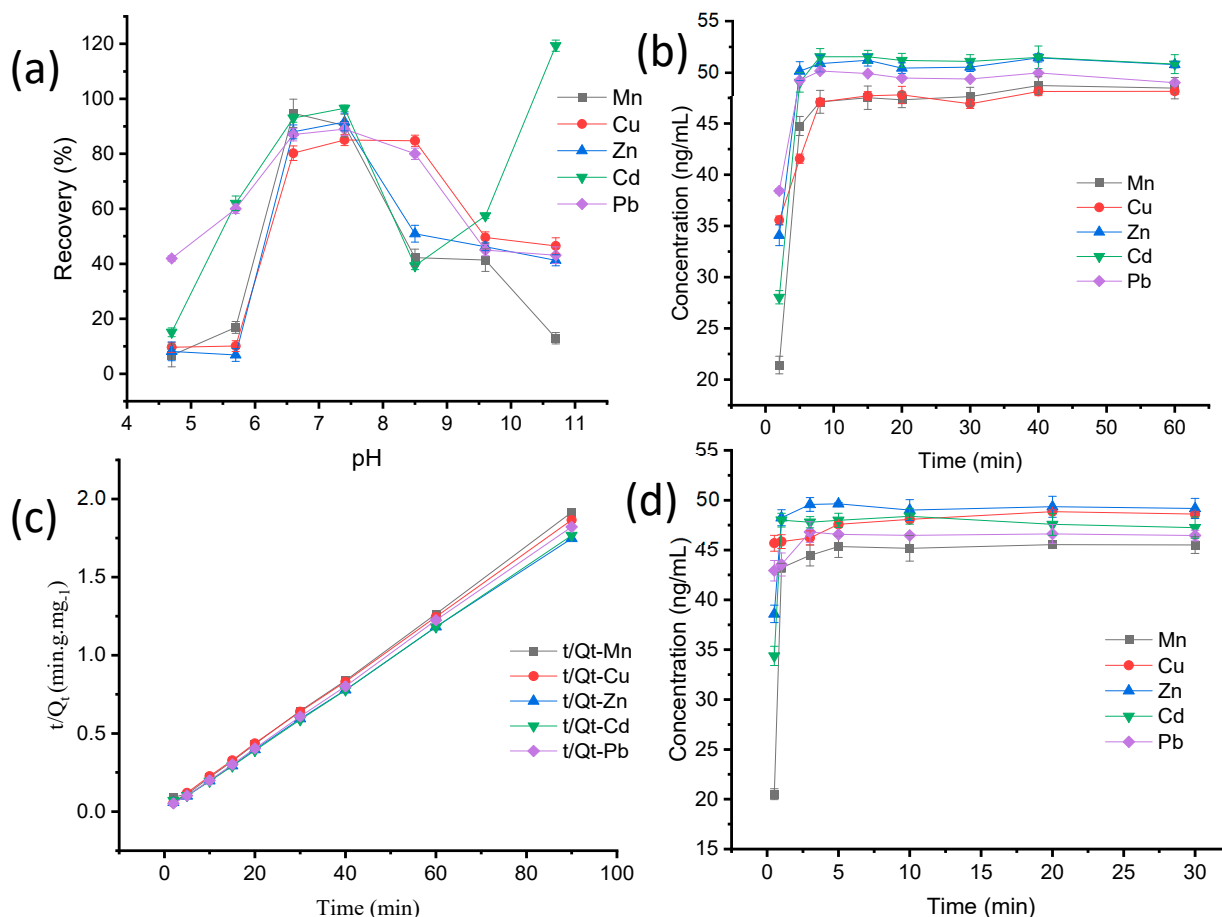 (a)
120
100
80
60
40
20
0
Recovery (%)
Mn
Cu
Zn
Cd
Pb
4 5 6 7 8 9 10 11
pH
(b)
55
50
45
40
35
30
25
20
Concentration (ng/mL)
Mn
Cu
Zn
Cd
Pb
0 10 20 30 40 50 60
Time (min)
(c)
2.0
1.5
1.0
0.5
0.0
t/Qt (min.g.mg-1)
t/Qt-Mn
t/Qt-Cu
t/Qt-Zn
t/Qt-Cd
t/Qt-Pb
0 20 40 60 80 100
Time (min)
(d)
55
50
45
40
35
30
25
20
15
Concentration (ng/mL)
Mn
Cu
Zn
Cd
Pb
0 5 10 15 20 25 30
Time (min)